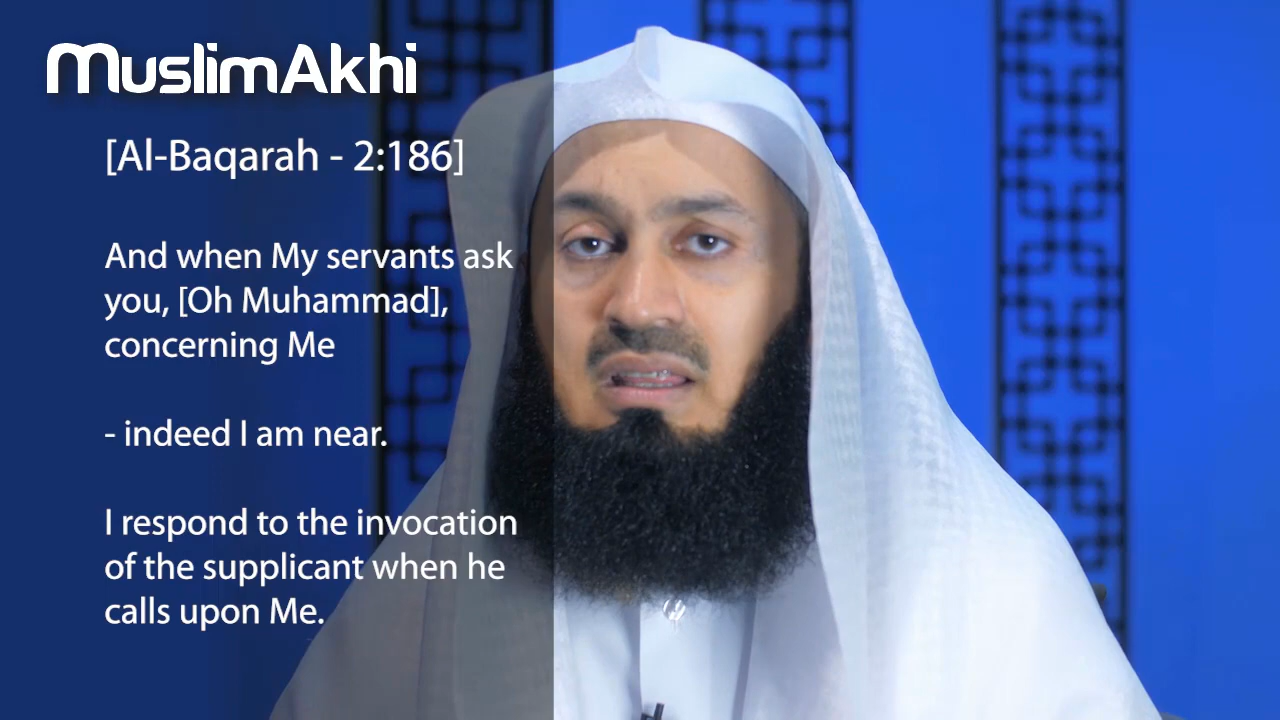 MuslimAkhi
[Al-Baqarah - 2:186]
And when My servants ask
you, [Oh Muhammad],
concerning Me
- indeed I am near.
I respond to the invocation
of the supplicant when he
calls upon Me.